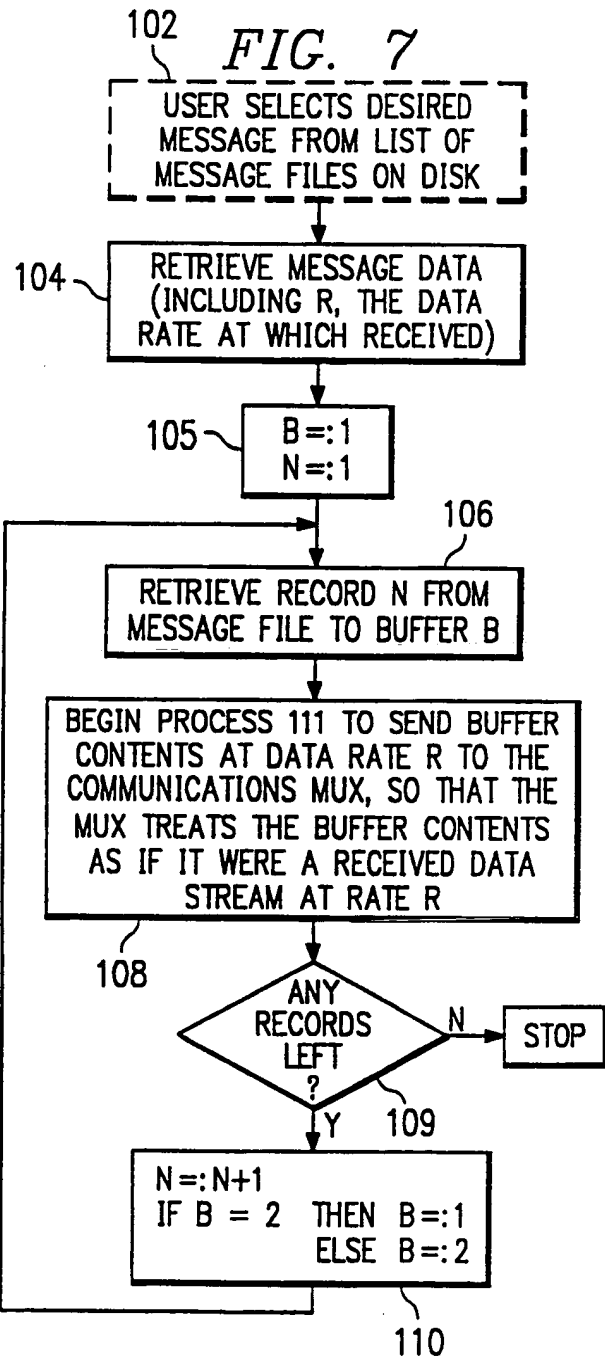 102
FIG. 7
USER SELECTS DESIRED
MESSAGE FROM LIST OF
MESSAGE FILES ON DISK
104
RETRIEVE MESSAGE DATA
(INCLUDING R, THE DATA
RATE AT WHICH RECEIVED)
105
B=:1
N=:1
106
RETRIEVE RECORD N FROM
MESSAGE FILE TO BUFFER B
BEGIN PROCESS 111 TO SEND BUFFER
CONTENTS AT DATA RATE R TO THE
COMMUNICATIONS MUX, SO THAT THE
MUX TREATS THE BUFFER CONTENTS
AS IF IT WERE A RECEIVED DATA
STREAM AT RATE R
108
ANY
RECORDS
LEFT
?
N
STOP
Y
109
N=:N+1
IF B = 2 THEN B=:1
ELSE B=:2
110